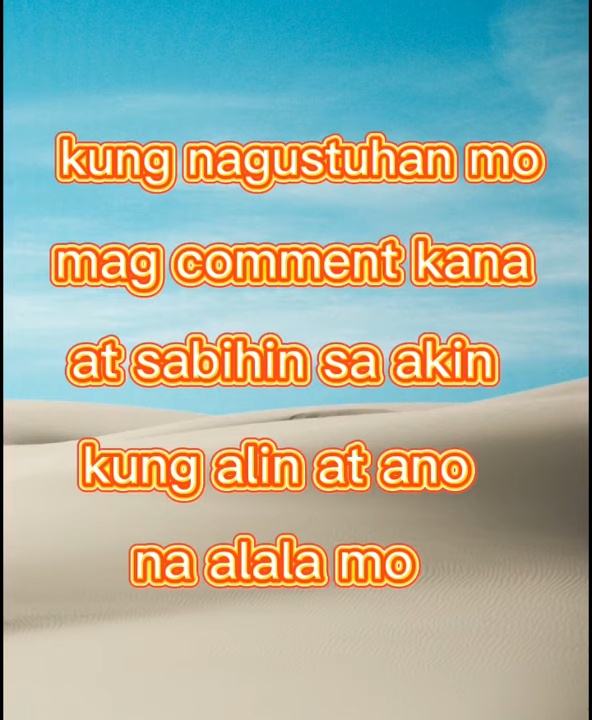 kung nagustuhan mo
mag comment kana
at sabihin sa akin
kung alin at ano
na alala mo